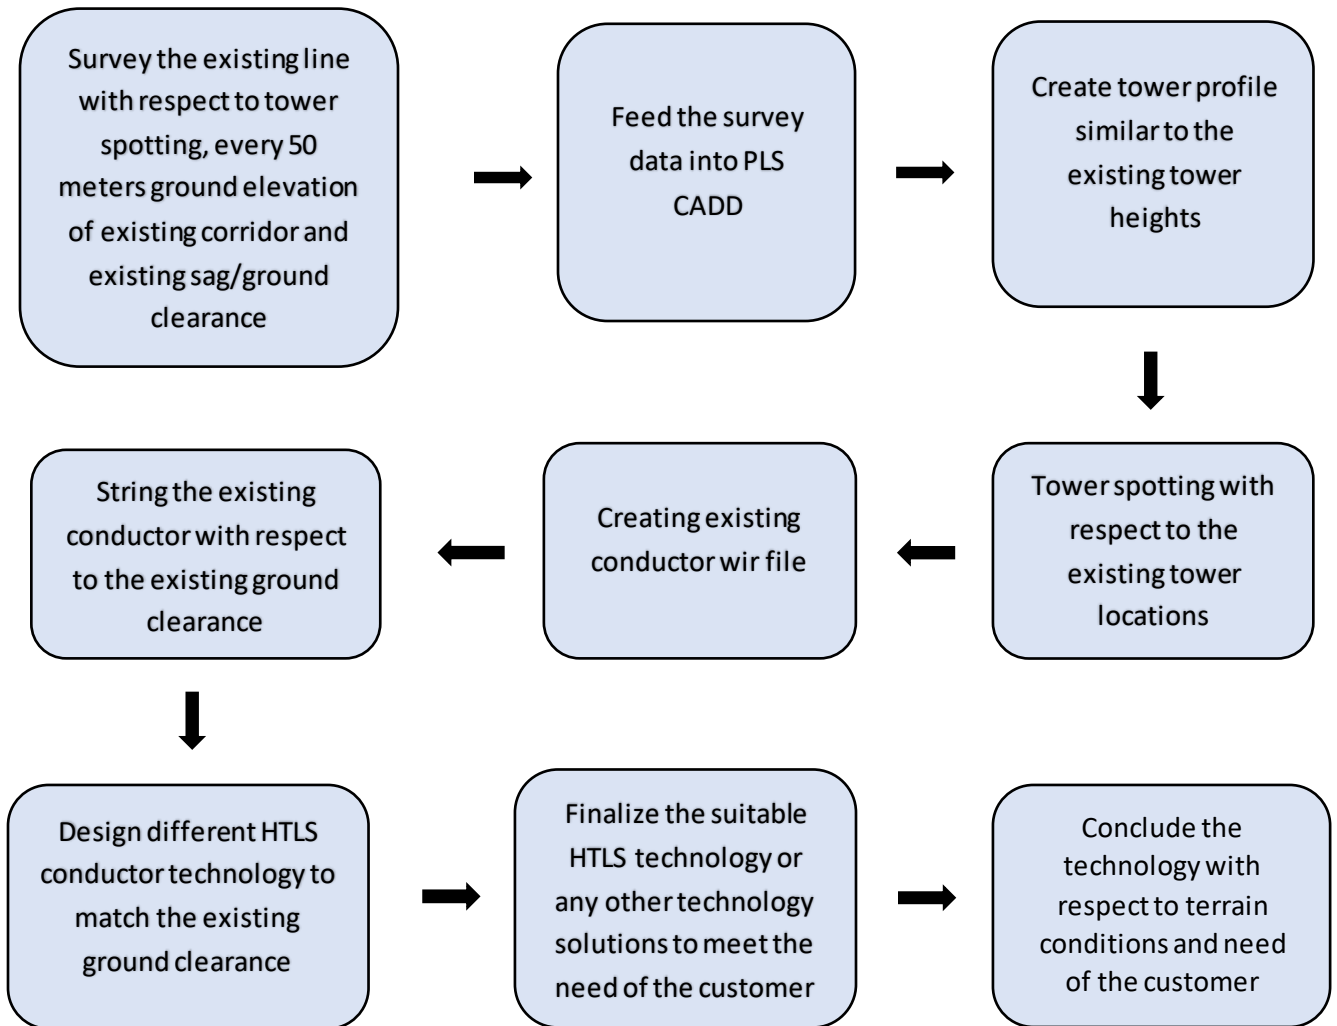 Survey the existing line
with respect to tower
spotting, every 50
meters ground elevation
of existing corridor and
existing sag/ground
clearance
Feed the survey
data into PLS
CADD
Create tower profile
similar to the
existing tower
heights
Tower spotting with
respect to the
existing tower
locations
Creating existing
conductor wir file
String the existing
conductor with respect
to the existing ground
clearance
Design different HTLS
conductor technology to
match the existing
ground clearance
Finalize the suitable
HTLS technology or
any other technology
solutions to meet the
need of the customer
Conclude the
technology with
respect to terrain
conditions and need
of the customer